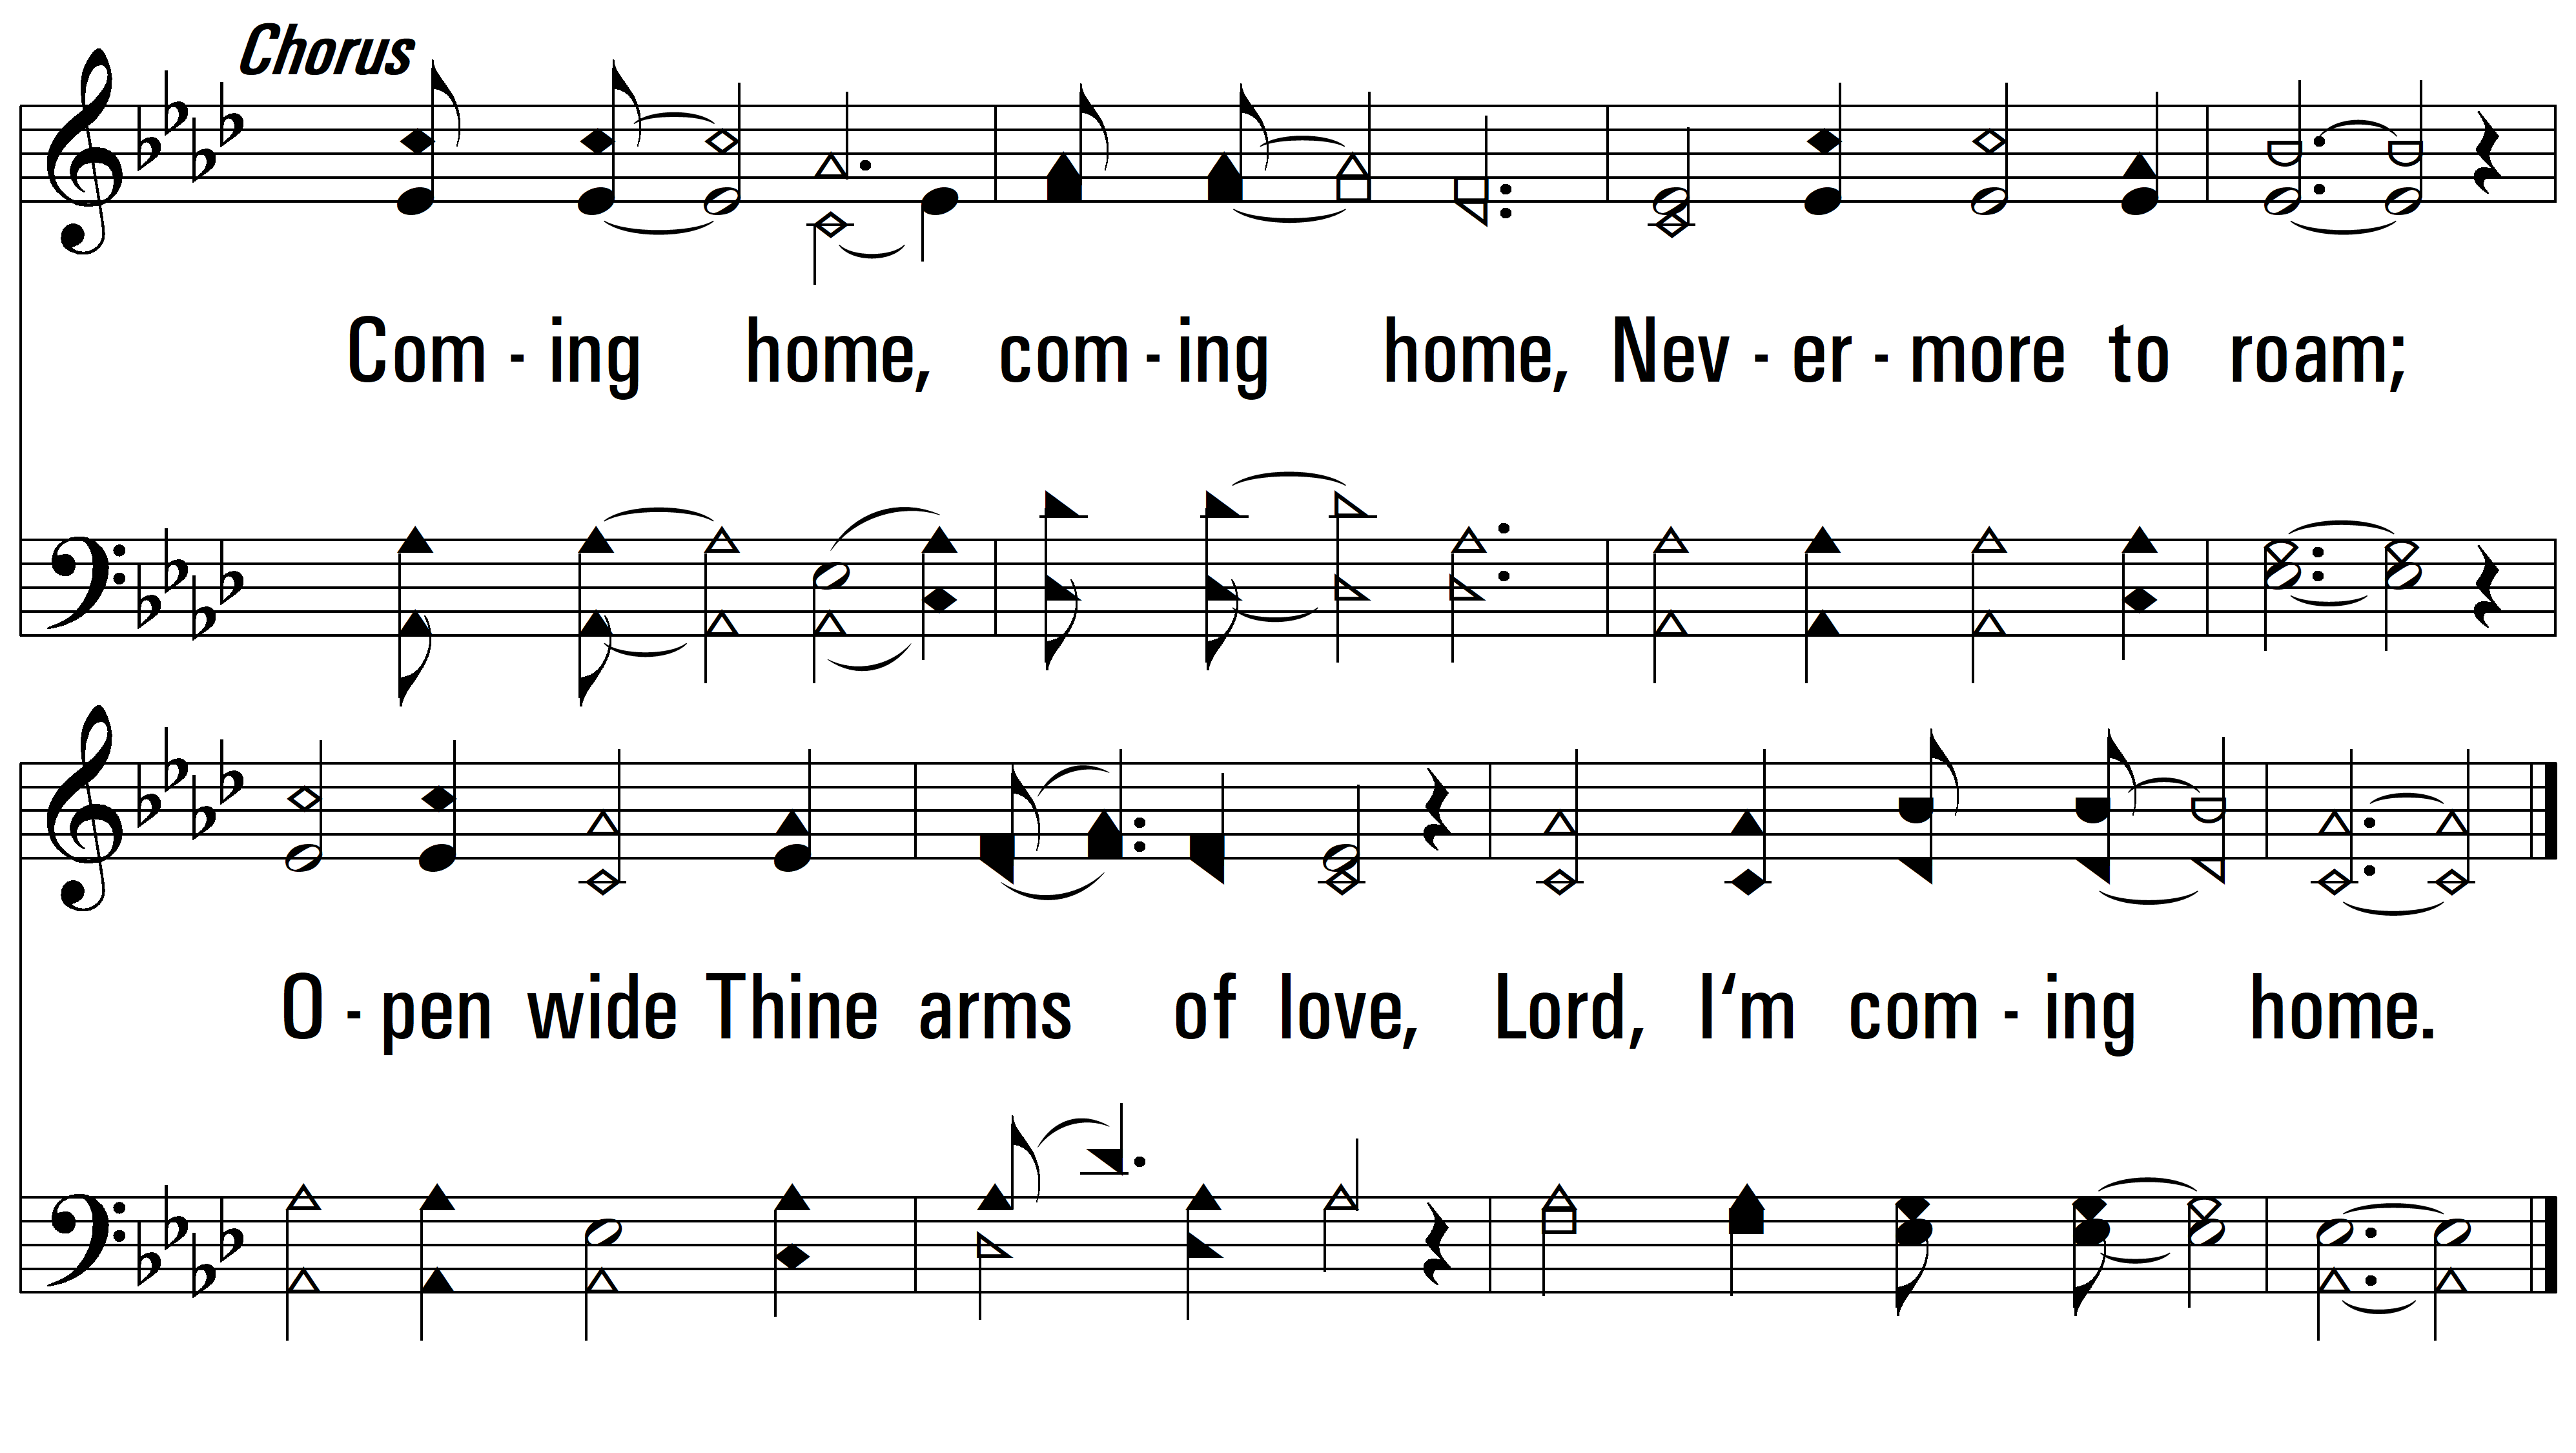 Chorus
Com - ing home, com - ing home, Nev - er - more to roam;
O - pen wide Thine arms of love, Lord, I‘m com - ing home.